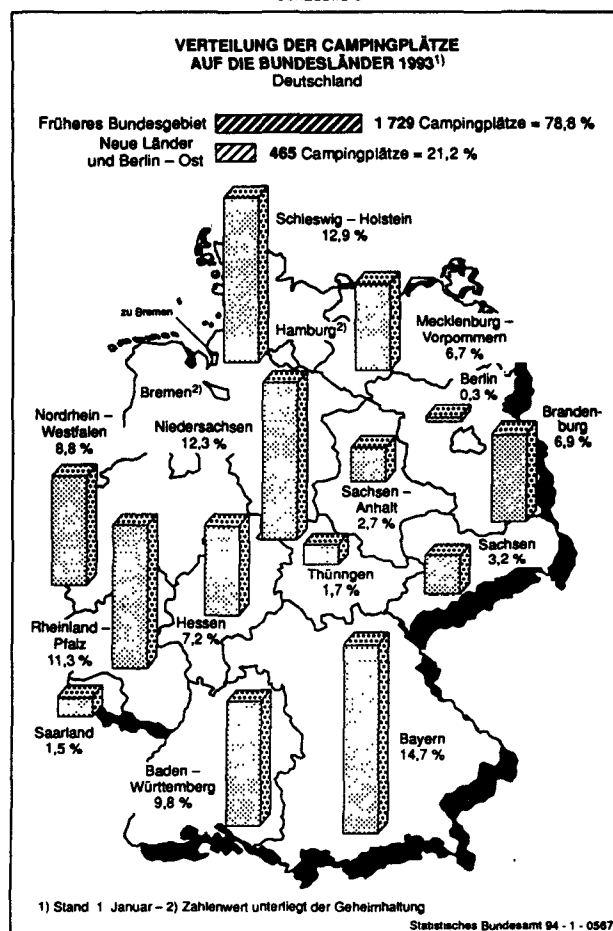 VERTEILUNG DER CAMPINGPLÄTZE
AUF DIE BUNDESLÄNDER 1993¹⁾
Deutschland
Früheres Bundesgebiet 1 729 Campingplätze = 78,8 %
Neue Länder
und Berlin – Ost 465 Campingplätze = 21,2 %
Schleswig – Holstein
12,9 %
zu Bremen
Hamburg²⁾
Mecklenburg –
Vorpommern
6,7 %
Bremen²⁾
Berlin
0,3 %
Nordrhein –
Westfalen
8,8 %
Niedersachsen
12,3 %
Branden-
burg
6,9 %
Sachsen –
Anhalt
2,7 %
Sachsen
3,2 %
Thünngen
1,7 %
Hessen
7,2 %
Rheinland –
Pfalz
11,3 %
Saarland
1,5 %
Bayern
14,7 %
Baden –
Württemberg
9,8 %
1) Stand 1 Januar – 2) Zahlenwert unterliegt der Geheimhaltung
Statistisches Bundesamt 94 - 1 - 0567